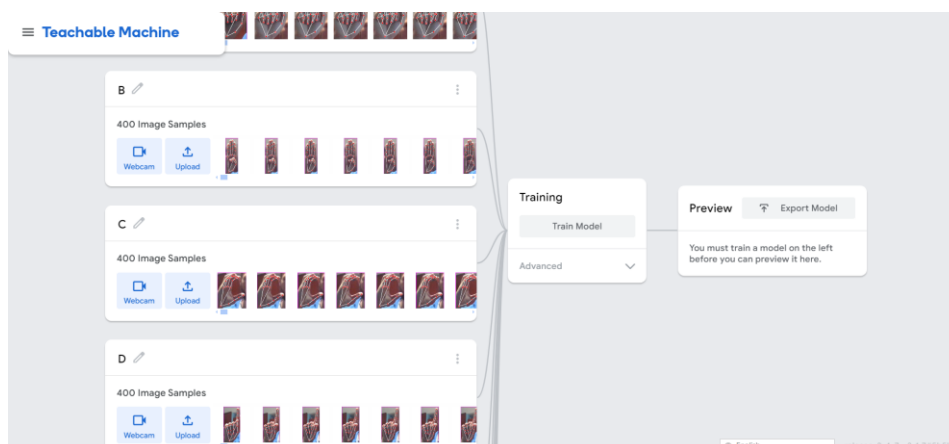 Teachable Machine
B
400 Image Samples
Webcam
Upload
C
400 Image Samples
Webcam
Upload
D
400 Image Samples
Webcam
Upload
Training
Train Model
Advanced
Preview
Export Model
You must train a model on the left
before you can preview it here.